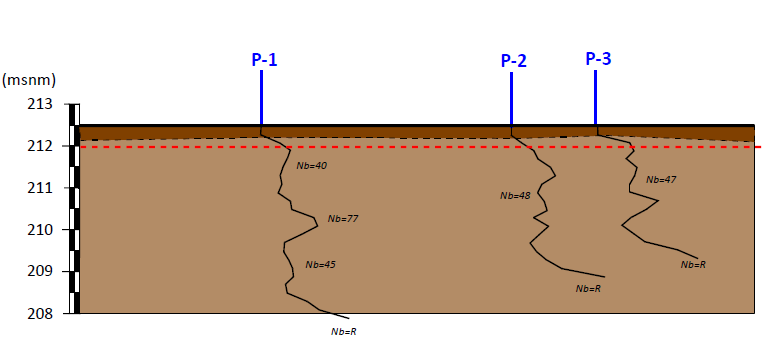 P-1
P-2
P-3
(msnm)
213
212
211
210
209
208
Nb=40
Nb=77
Nb=45
Nb=R
Nb=48
Nb=R
Nb=47
Nb=R